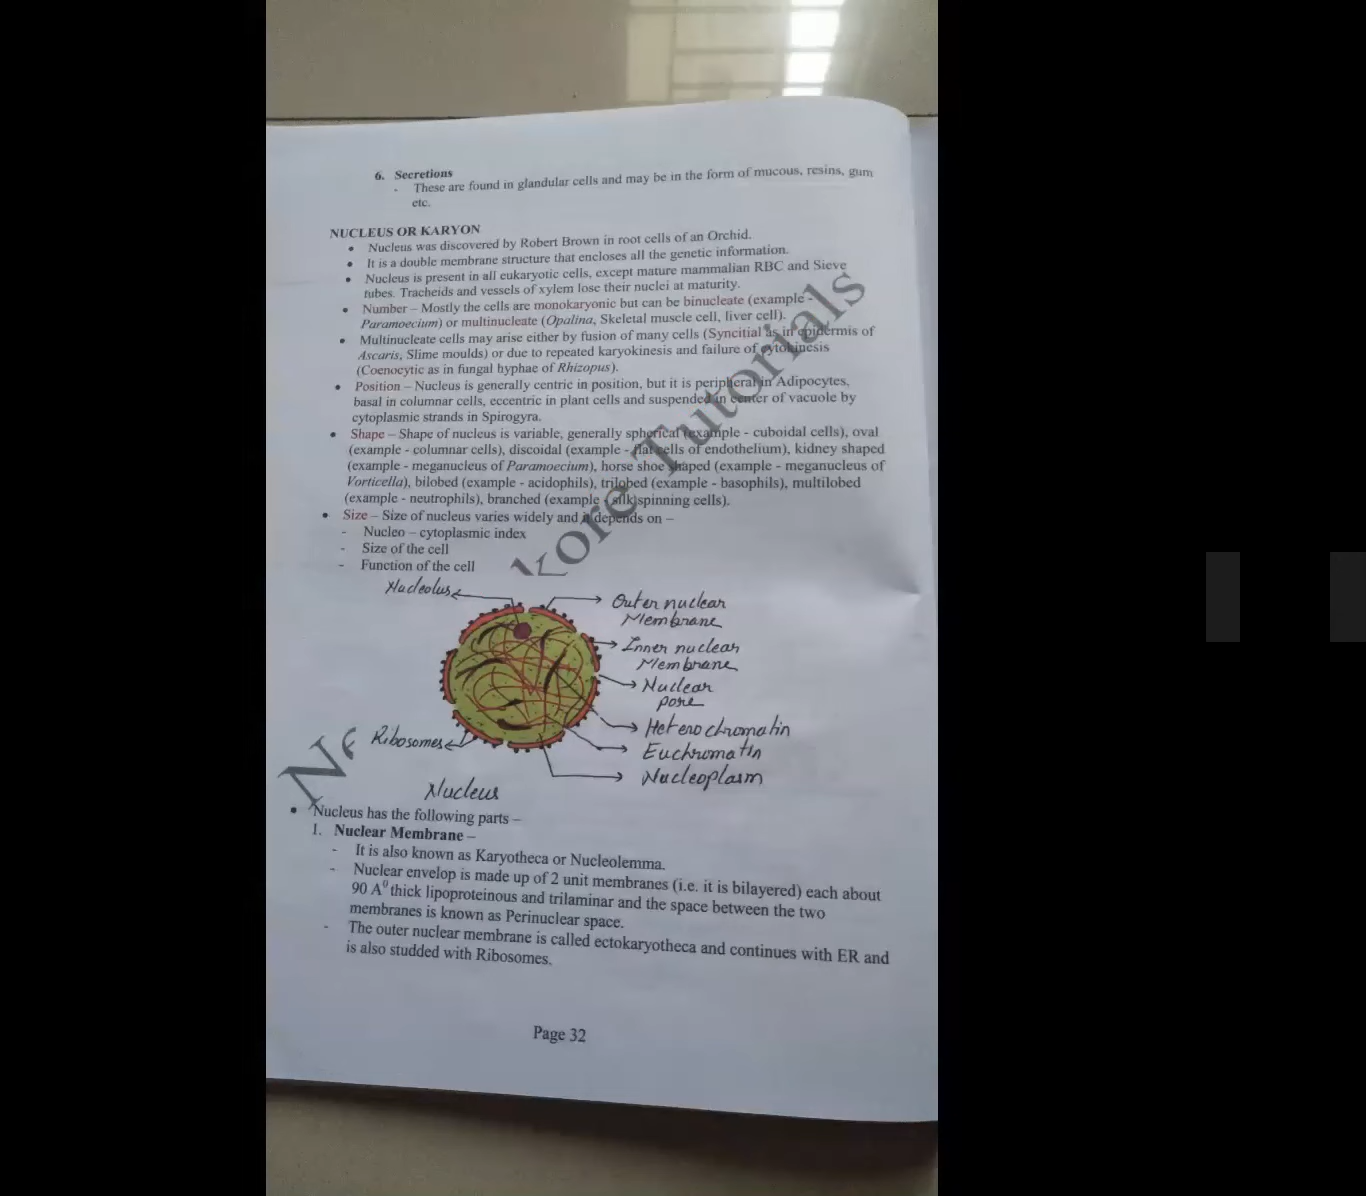 6. Secretions
- These are found in glandular cells and may be in the form of mucous, resins, gum
etc.
NUCLEUS OR KARYON
• Nucleus was discovered by Robert Brown in root cells of an Orchid.
• It is a double membrane structure that encloses all the genetic information.
• Nucleus is present in all eukaryotic cells, except mature mammalian RBC and Sieve
tubes. Tracheids and vessels of xylem lose their nuclei at maturity.
• Number – Mostly the cells are monokaryonic but can be binucleate (example -
Paramoecium) or multinucleate (Opalina, Skeletal muscle cell, liver cell).
• Multinucleate cells may arise either by fusion of many cells (Syncitial as in epidermis of
Ascaris, Slime moulds) or due to repeated karyokinesis and failure of cytokinesis
(Coenocytic as in fungal hyphae of Rhizopus).
• Position – Nucleus is generally centric in position, but it is peripheral in Adipocytes,
basal in columnar cells, eccentric in plant cells and suspended in center of vacuole by
cytoplasmic strands in Spirogyra.
• Shape – Shape of nucleus is variable, generally spherical (example - cuboidal cells), oval
(example - columnar cells), discoidal (example - flat cells of endothelium), kidney shaped
(example - meganucleus of Paramoecium), horse shoe shaped (example - meganucleus of
Vorticella), bilobed (example - acidophils), trilobed (example - basophils), multilobed
(example - neutrophils), branched (example - silk spinning cells).
• Size – Size of nucleus varies widely and it depends on –
- Nucleo – cytoplasmic index
- Size of the cell
- Function of the cell
Nucleolus
Outer nuclear
Membrane
Inner nuclear
Membrane
Nuclear
pore
Heterochromatin
Ribosomes
Euchromatin
Nucleoplasm
Nucleus
• Nucleus has the following parts –
1. Nuclear Membrane –
- It is also known as Karyotheca or Nucleolemma.
- Nuclear envelop is made up of 2 unit membranes (i.e. it is bilayered) each about
90 A⁰ thick lipoproteinous and trilaminar and the space between the two
membranes is known as Perinuclear space.
- The outer nuclear membrane is called ectokaryotheca and continues with ER and
is also studded with Ribosomes.
Page 32
kore Tutorials